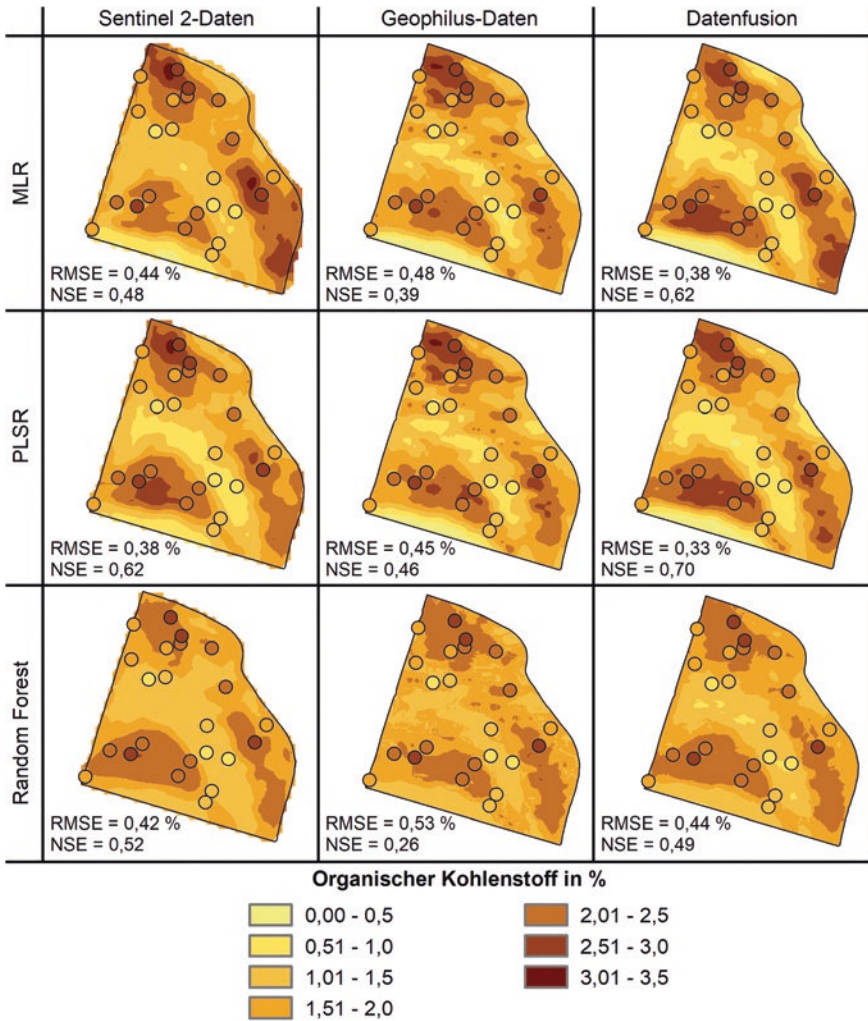 Sentinel 2-Daten
Geophilus-Daten
Datenfusion
MLR
RMSE = 0,44 %
NSE = 0,48
RMSE = 0,48 %
NSE = 0,39
RMSE = 0,38 %
NSE = 0,62
PLSR
RMSE = 0,38 %
NSE = 0,62
RMSE = 0,45 %
NSE = 0,46
RMSE = 0,33 %
NSE = 0,70
Random Forest
RMSE = 0,42 %
NSE = 0,52
RMSE = 0,53 %
NSE = 0,26
RMSE = 0,44 %
NSE = 0,49
Organischer Kohlenstoff in %
0,00 - 0,5
0,51 - 1,0
1,01 - 1,5
1,51 - 2,0
2,01 - 2,5
2,51 - 3,0
3,01 - 3,5